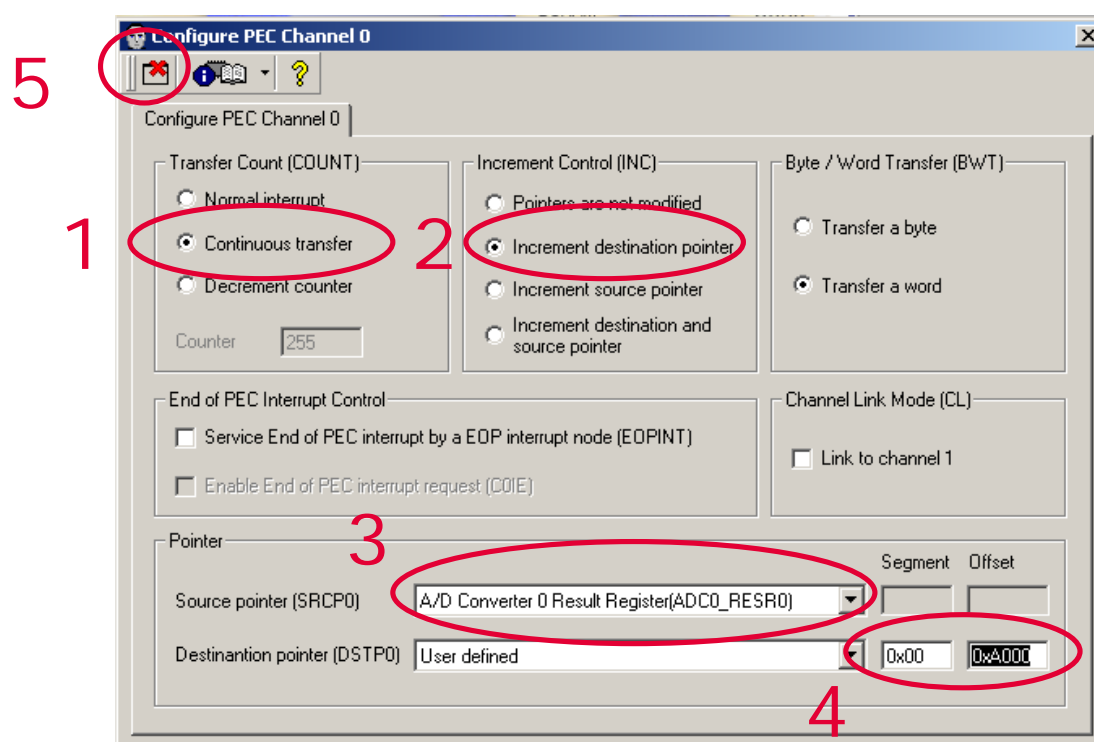 Configure PEC Channel 0
5
Configure PEC Channel 0
Transfer Count (COUNT)
Normal interrupt
1
Continuous transfer
Decrement counter
Counter 255
Increment Control (INC)
Pointers are not modified
2
Increment destination pointer
Increment source pointer
Increment destination and
source pointer
Byte / Word Transfer (BWT)
Transfer a byte
Transfer a word
End of PEC Interrupt Control
Service End of PEC interrupt by a EOP interrupt node (EOPINT)
Enable End of PEC interrupt request (C0IE)
Channel Link Mode (CL)
Link to channel 1
3
Pointer
Segment Offset
Source pointer (SRCP0) A/D Converter 0 Result Register(ADC0_RESR0)
Destinantion pointer (DSTP0) User defined 0x00 0xA000
4